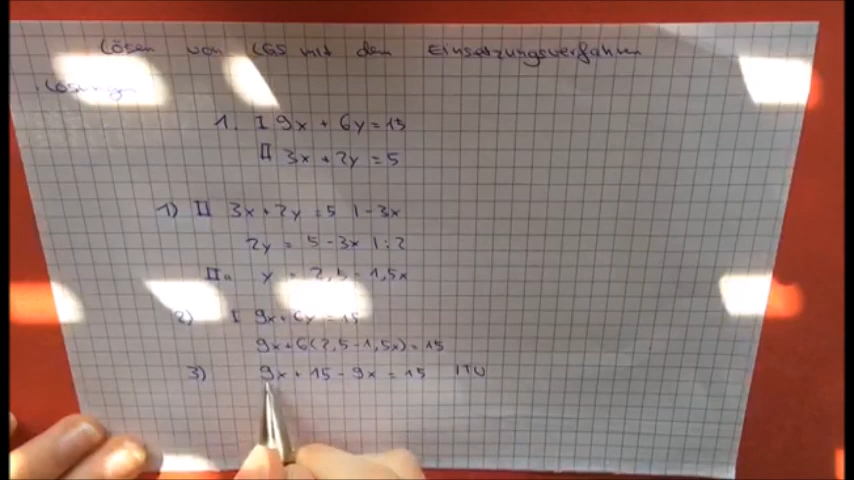 Lösen von LGS mit dem Einsetzungsverfahren
Lösungen
1. I 9x + 6y = 15
II 3x + 2y = 5
1) II 3x + 2y = 5 | -3x
2y = 5 - 3x | : 2
IIa y = 2,5 - 1,5x
2) I 9x + 6y = 15
9x + 6(2,5 - 1,5x) = 15
3) 9x + 15 - 9x = 15 | TU